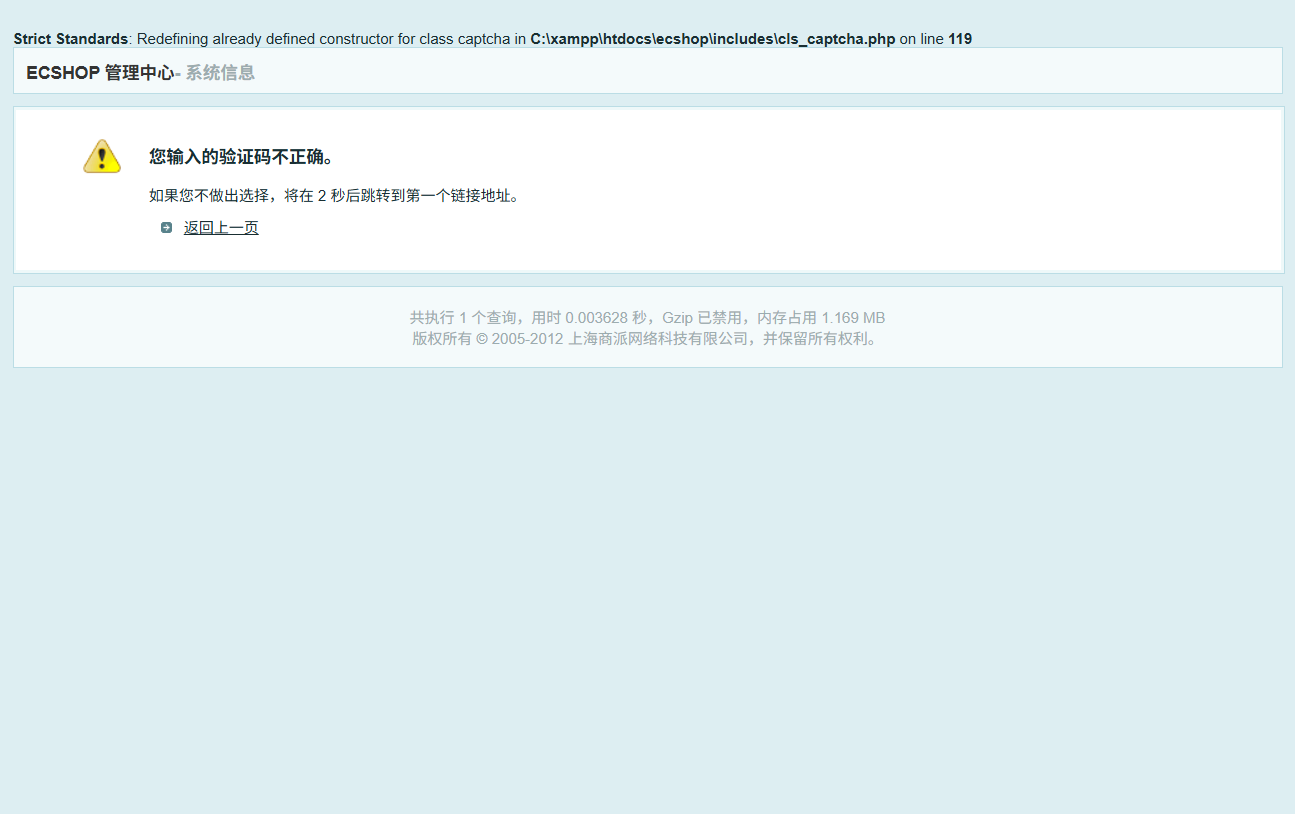 Strict Standards: Redefining already defined constructor for class captcha in C:\xampp\htdocs\ecshop\includes\cls_captcha.php on line 119
ECSHOP 管理中心- 系统信息
您输入的验证码不正确。
如果您不做出选择，将在 2 秒后跳转到第一个链接地址。
返回上一页
共执行 1 个查询，用时 0.003628 秒，Gzip 已禁用，内存占用 1.169 MB
版权所有 © 2005-2012 上海商派网络科技有限公司，并保留所有权利。